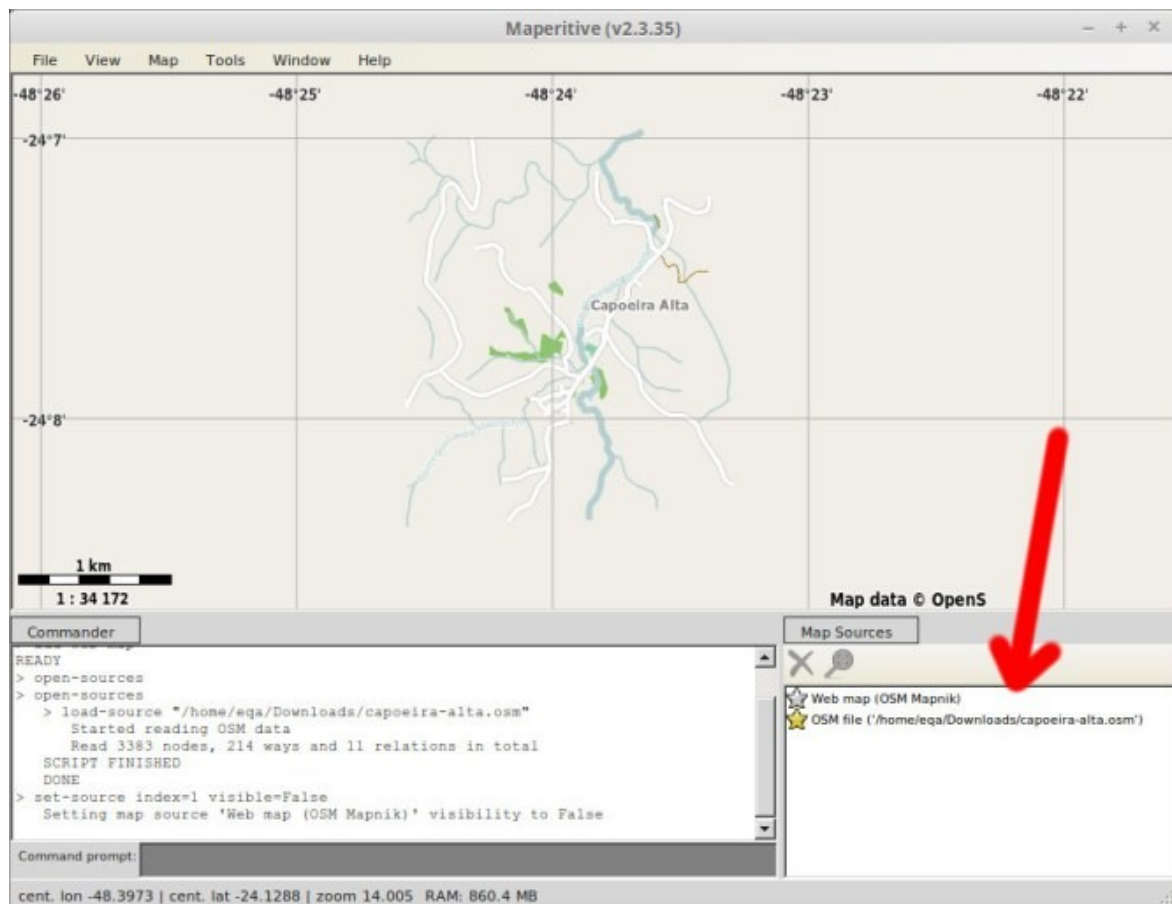 Maperitive (v2.3.35)
File View Map Tools Window Help
-48°26' -48°25' -48°24' -48°23' -48°22'
-24°7'
Capoeira Alta
-24°8'
1 km
1 : 34 172
Map data © OpenS
Commander
READY
> open-sources
> open-sources
> load-source "/home/eqa/Downloads/capoeira-alta.osm"
Started reading OSM data
Read 3383 nodes, 214 ways and 11 relations in total
SCRIPT FINISHED
DONE
> set-source index=1 visible=False
Setting map source 'Web map (OSM Mapnik)' visibility to False
Command prompt:
Map Sources
Web map (OSM Mapnik)
OSM file ('/home/eqa/Downloads/capoeira-alta.osm')
cent. lon -48.3973 | cent. lat -24.1288 | zoom 14.005 RAM: 860.4 MB